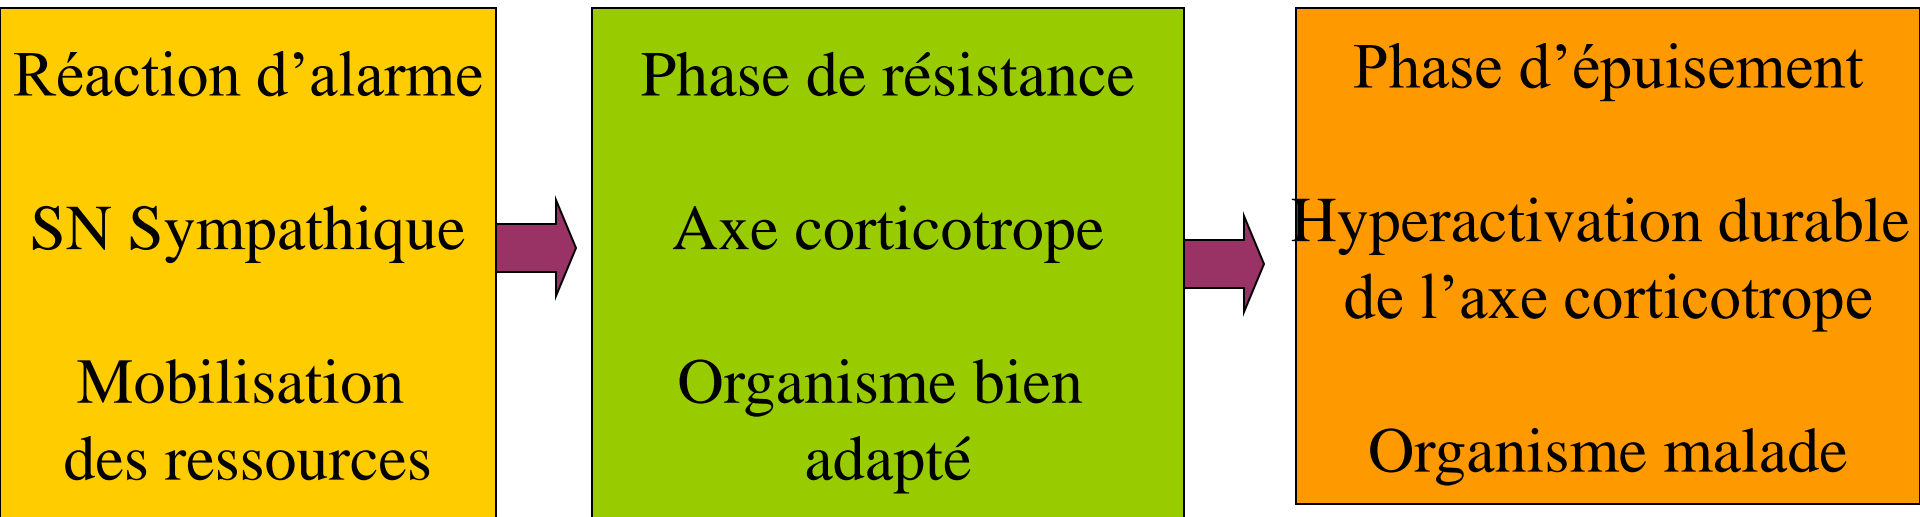 Réaction d’alarme
SN Sympathique
Mobilisation
des ressources
Phase de résistance
Axe corticotrope
Organisme bien
adapté
Phase d’épuisement
Hyperactivation durable
de l’axe corticotrope
Organisme malade